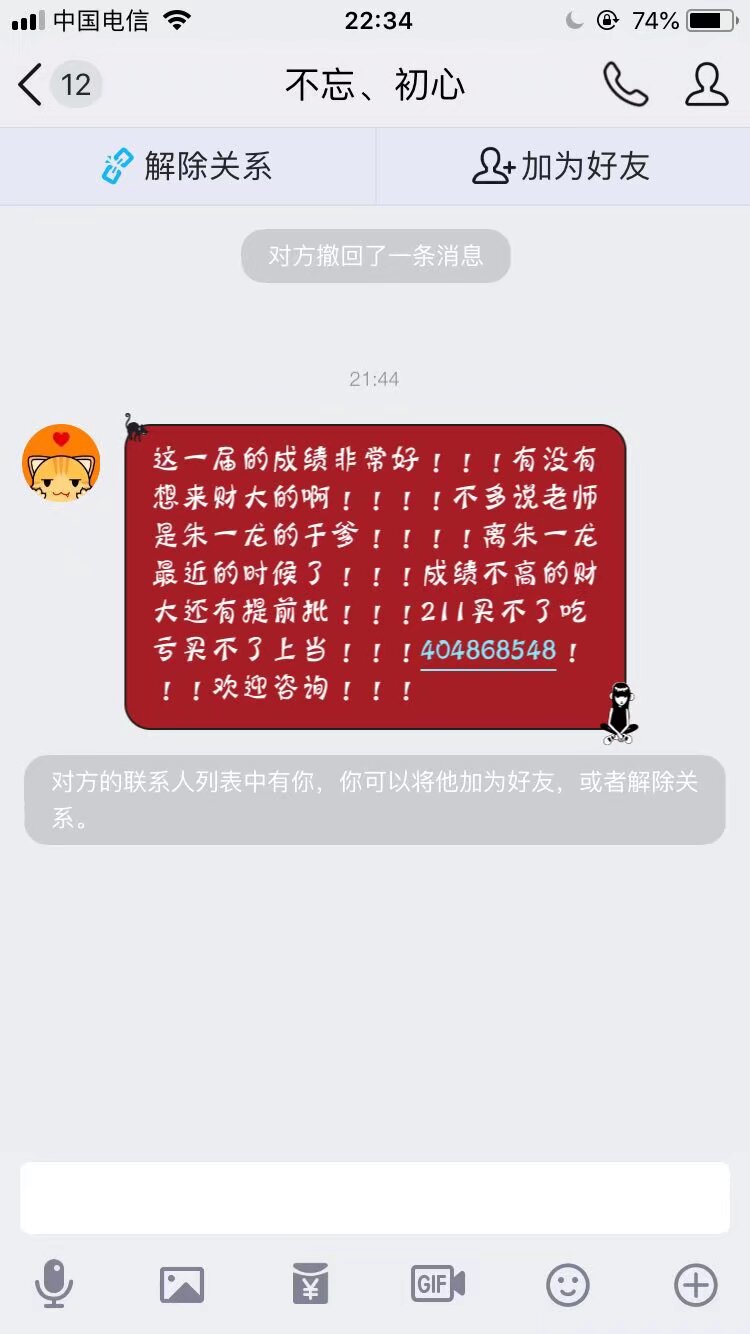 中国电信 22:34 74%
12 不忘、初心
解除关系 加为好友
对方撤回了一条消息
21:44
这一届的成绩非常好！！！有没有
想来财大的啊！！！！不多说老师
是朱一龙的干爹！！！！离朱一龙
最近的时候了！！！成绩不高的财
大还有提前批！！！211买不了吃
亏买不了上当！！！404868548！
！！欢迎咨询！！！
对方的联系人列表中有你，你可以将他加为好友，或者解除关
系。
¥ GIF